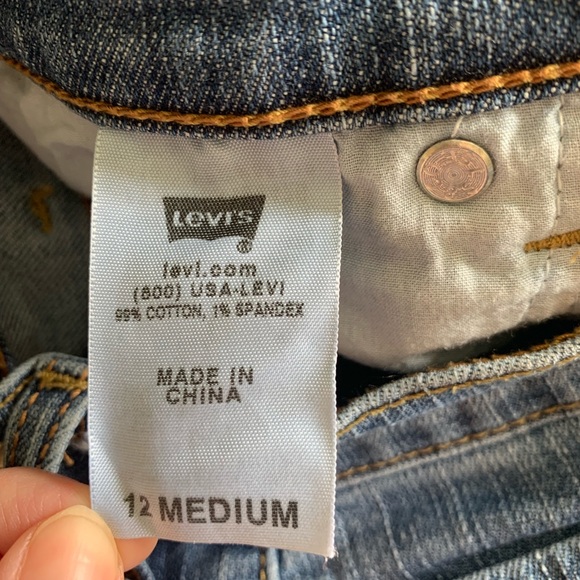 Levi's
®
levi.com
(800) USA-LEVI
99% COTTON, 1% SPANDEX
MADE IN
CHINA
12 MEDIUM